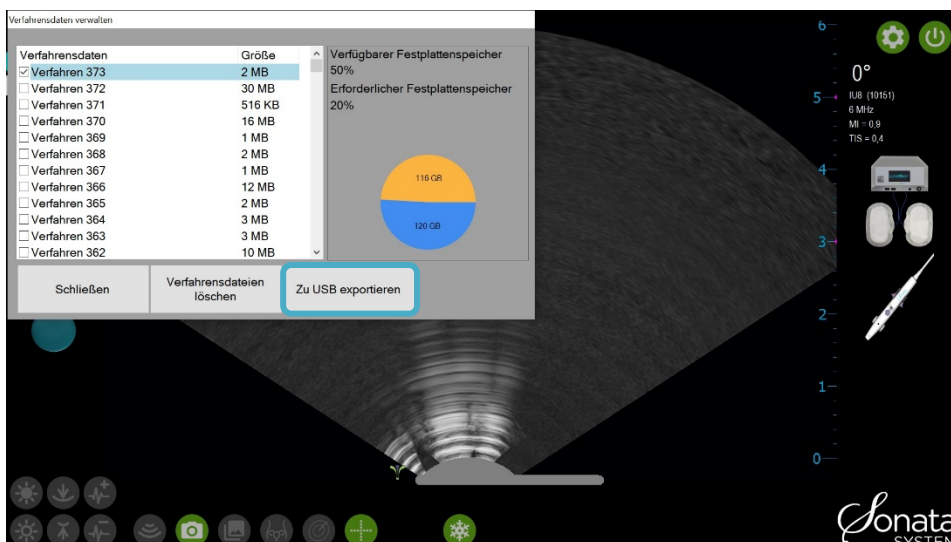 Verfahrensdaten verwalten
Verfahrensdaten Größe
Verfahren 373 2 MB
Verfahren 372 30 MB
Verfahren 371 516 KB
Verfahren 370 16 MB
Verfahren 369 1 MB
Verfahren 368 2 MB
Verfahren 367 1 MB
Verfahren 366 12 MB
Verfahren 365 2 MB
Verfahren 364 3 MB
Verfahren 363 3 MB
Verfahren 362 10 MB
Verfügbarer Festplattenspeicher
50%
Erforderlicher Festplattenspeicher
20%
116 GB
120 GB
Schließen
Verfahrensdateien
löschen
Zu USB exportieren
6
5
4
3
2
1
0
0°
IU8 (10151)
6 MHz
MI = 0,9
TIS = 0,4
Sonata
SYSTEM